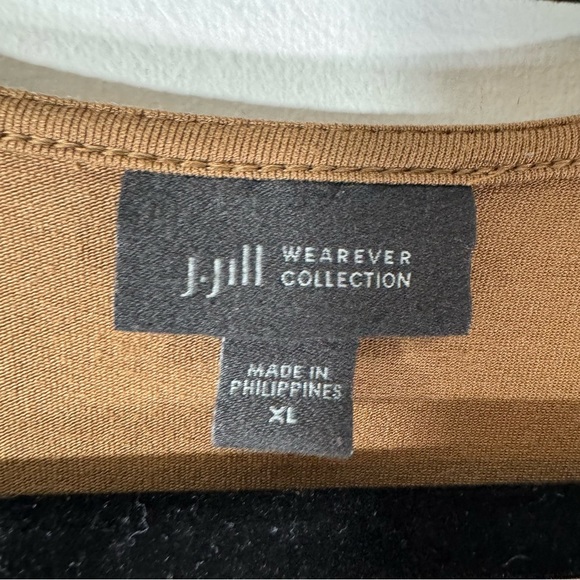 J.Jill WEAREVER
COLLECTION
MADE IN
PHILIPPINES
XL